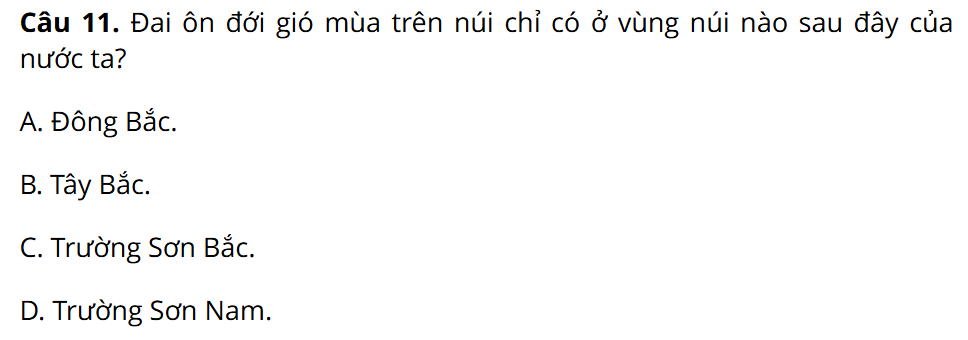 Câu 11. Đai ôn đới gió mùa trên núi chỉ có ở vùng núi nào sau đây của
nước ta?
A. Đông Bắc.
B. Tây Bắc.
C. Trường Sơn Bắc.
D. Trường Sơn Nam.